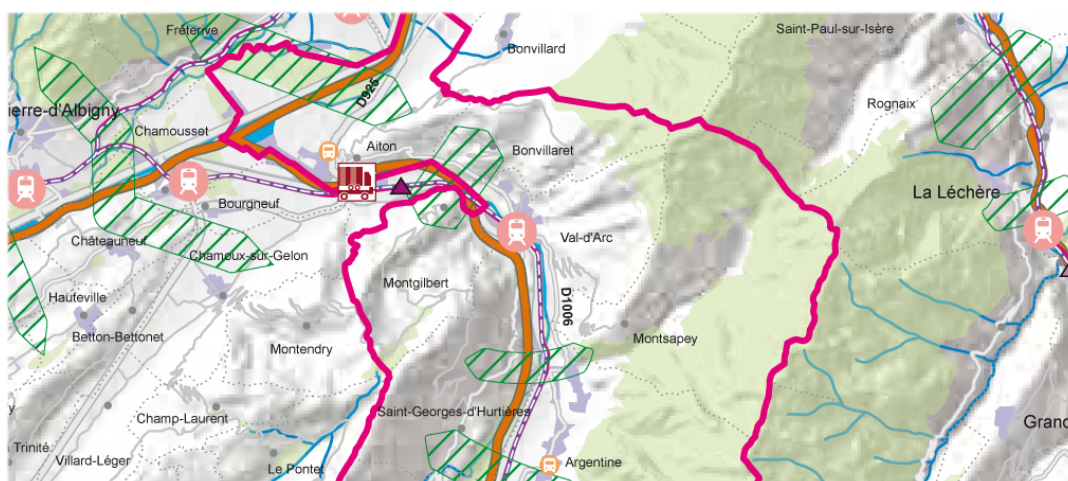 Fréterive
Bonvillard
Saint-Paul-sur-Isère
D925
ierre-d'Albigny
Rognaix
Chamousset
Aiton
Bonvillaret
La Léchère
Bourgneuf
Châteauneuf
Val-d'Arc
Chamoux-sur-Gelon
Montgilbert
Hauteville
D1006
Betton-Bettonet
Montendry
Montsapey
y
Champ-Laurent
Saint-Georges-d'Hurtières
Grand
a Trinité
Villard-Léger
Le Pontet
Argentine